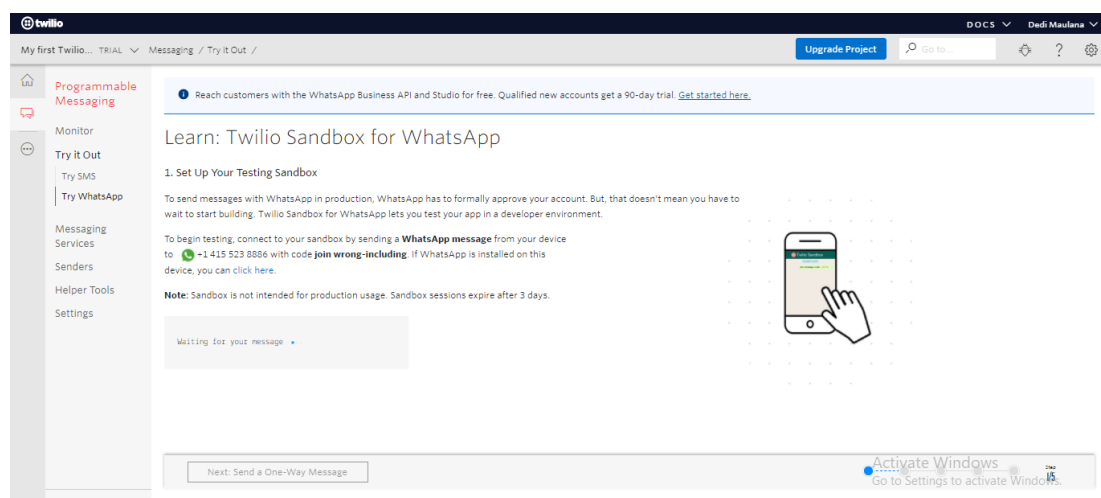 twilio
DOCS Dedi Maulana
My first Twilio... TRIAL Messaging / Try it Out /
Upgrade Project
Go to...
?
Programmable
Messaging
Monitor
Try it Out
Try SMS
Try WhatsApp
Messaging
Services
Senders
Helper Tools
Settings
Reach customers with the WhatsApp Business API and Studio for free. Qualified new accounts get a 90-day trial. Get started here.
Learn: Twilio Sandbox for WhatsApp
1. Set Up Your Testing Sandbox
To send messages with WhatsApp in production, WhatsApp has to formally approve your account. But, that doesn't mean you have to
wait to start building. Twilio Sandbox for WhatsApp lets you test your app in a developer environment.
To begin testing, connect to your sandbox by sending a WhatsApp message from your device
to +1 415 523 8886 with code join wrong-including. If WhatsApp is installed on this
device, you can click here.
Note: Sandbox is not intended for production usage. Sandbox sessions expire after 3 days.
Waiting for your message
Twilio Sandbox
Next: Send a One-Way Message
Step
1/5
Activate Windows
Go to Settings to activate Windows.